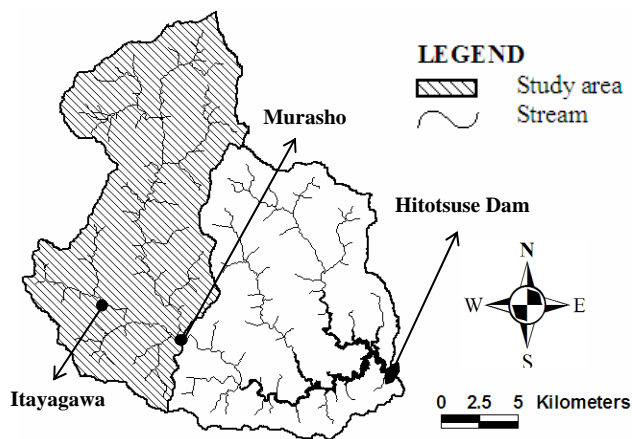 LEGEND
Study area
Stream
Murasho
Hitotsuse Dam
N
W E
S
Itayagawa
0 2.5 5 Kilometers